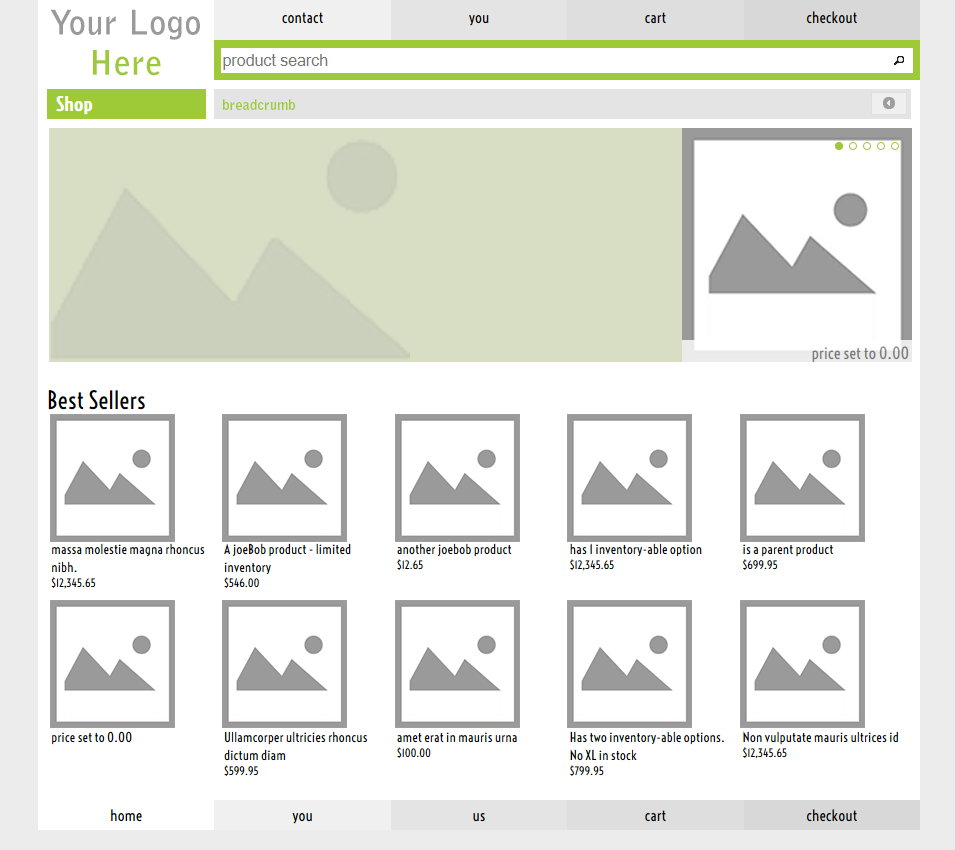 Your Logo
Here
contact
you
cart
checkout
product search
Shop
breadcrumb
price set to 0.00
Best Sellers
massa molestie magna rhoncus
nibh.
$12,345.65
A joeBob product - limited
inventory
$546.00
another joebob product
$12.65
has 1 inventory-able option
$12,345.65
is a parent product
$699.95
price set to 0.00
Ullamcorper ultricies rhoncus
dictum diam
$599.95
amet erat in mauris urna
$100.00
Has two inventory-able options.
No XL in stock
$799.95
Non vulputate mauris ultrices id
$12,345.65
home
you
us
cart
checkout